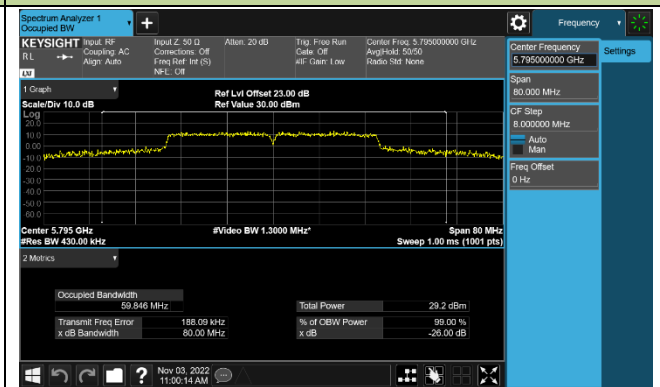 Spectrum Analyzer 1
Occupied BW
+
Frequency
KEYSIGHT
RL
Input: RF
Coupling: AC
Align: Auto
Input Z: 50 Ω
Corrections: Off
Freq Ref: Int (S)
NFE: Off
Atten: 20 dB
Trig: Free Run
Gate: Off
#IF Gain: Low
Center Freq: 5.795000000 GHz
Avg|Hold: 50/50
Radio Std: None
LXI
1 Graph
Scale/Div 10.0 dB
Ref Lvl Offset 23.00 dB
Ref Value 30.00 dBm
Log
20.0
10.0
0.00
-10.0
-20.0
-30.0
-40.0
-50.0
-60.0
Center 5.795 GHz
#Res BW 430.00 kHz
#Video BW 1.3000 MHz*
Span 80 MHz
Sweep 1.00 ms (1001 pts)
2 Metrics
Occupied Bandwidth
59.846 MHz
Transmit Freq Error 188.09 kHz
x dB Bandwidth 80.00 MHz
Total Power 29.2 dBm
% of OBW Power 99.00 %
x dB -26.00 dB
Center Frequency
5.795000000 GHz
Settings
Span
80.000 MHz
CF Step
8.000000 MHz
Auto
Man
Freq Offset
0 Hz
?
Nov 03, 2022
11:00:14 AM